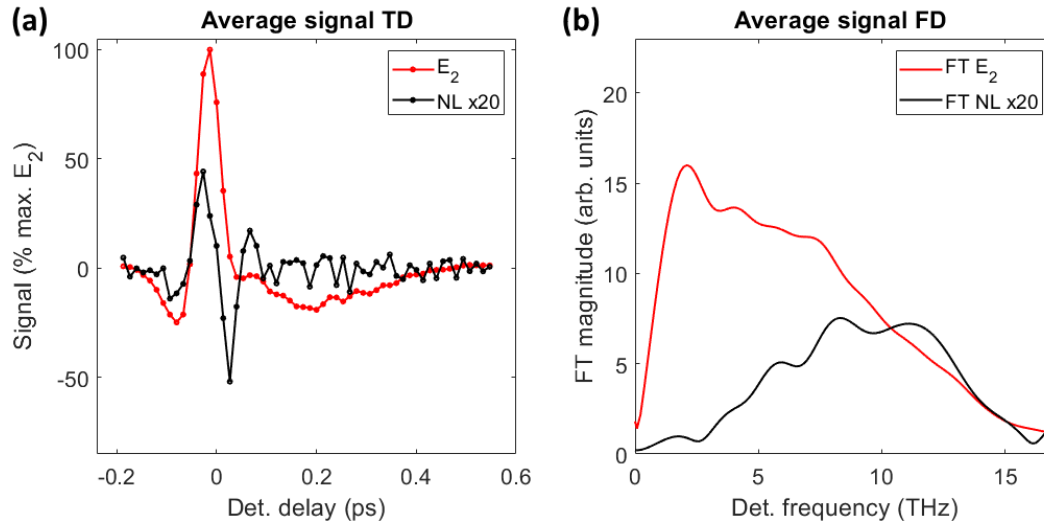 (a)
Average signal TD
Signal (% max. E2)
100
50
0
-50
-0.2
0
0.2
0.4
0.6
Det. delay (ps)
E2
NL x20
(b)
Average signal FD
FT magnitude (arb. units)
20
15
10
5
0
0
5
10
15
Det. frequency (THz)
FT E2
FT NL x20